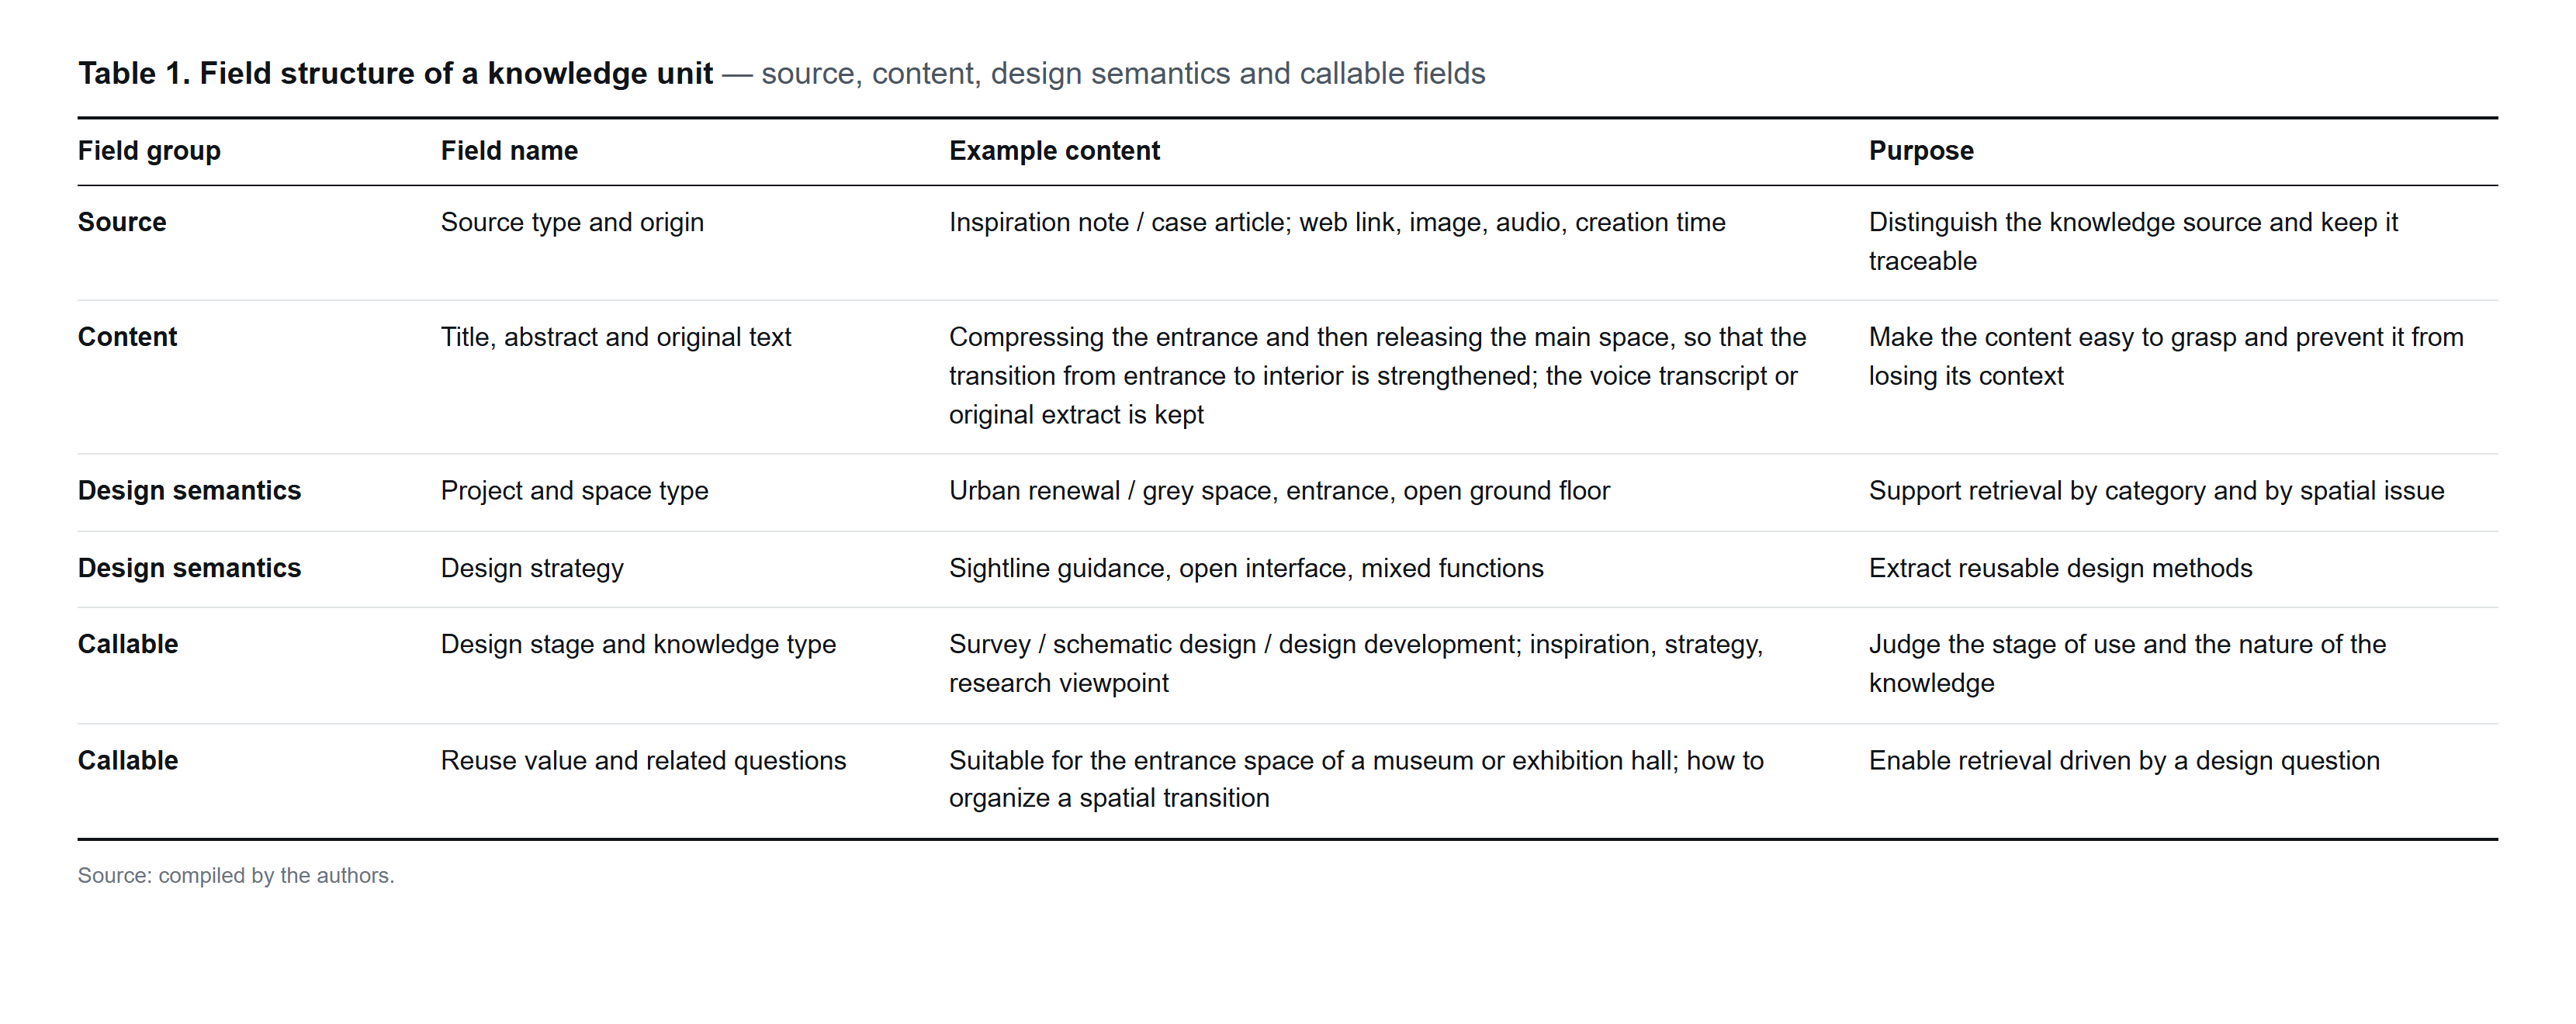 Table 1. Field structure of a knowledge unit — source, content, design semantics and callable fields
Field group Field name Example content Purpose
Source Source type and origin Inspiration note / case article; web link, image, audio, creation time Distinguish the knowledge source and keep it
traceable
Content Title, abstract and original text Compressing the entrance and then releasing the main space, so that the Make the content easy to grasp and prevent it from
transition from entrance to interior is strengthened; the voice transcript or losing its context
original extract is kept
Design semantics Project and space type Urban renewal / grey space, entrance, open ground floor Support retrieval by category and by spatial issue
Design semantics Design strategy Sightline guidance, open interface, mixed functions Extract reusable design methods
Callable Design stage and knowledge type Survey / schematic design / design development; inspiration, strategy, Judge the stage of use and the nature of the
research viewpoint knowledge
Callable Reuse value and related questions Suitable for the entrance space of a museum or exhibition hall; how to Enable retrieval driven by a design question
organize a spatial transition
Source: compiled by the authors.